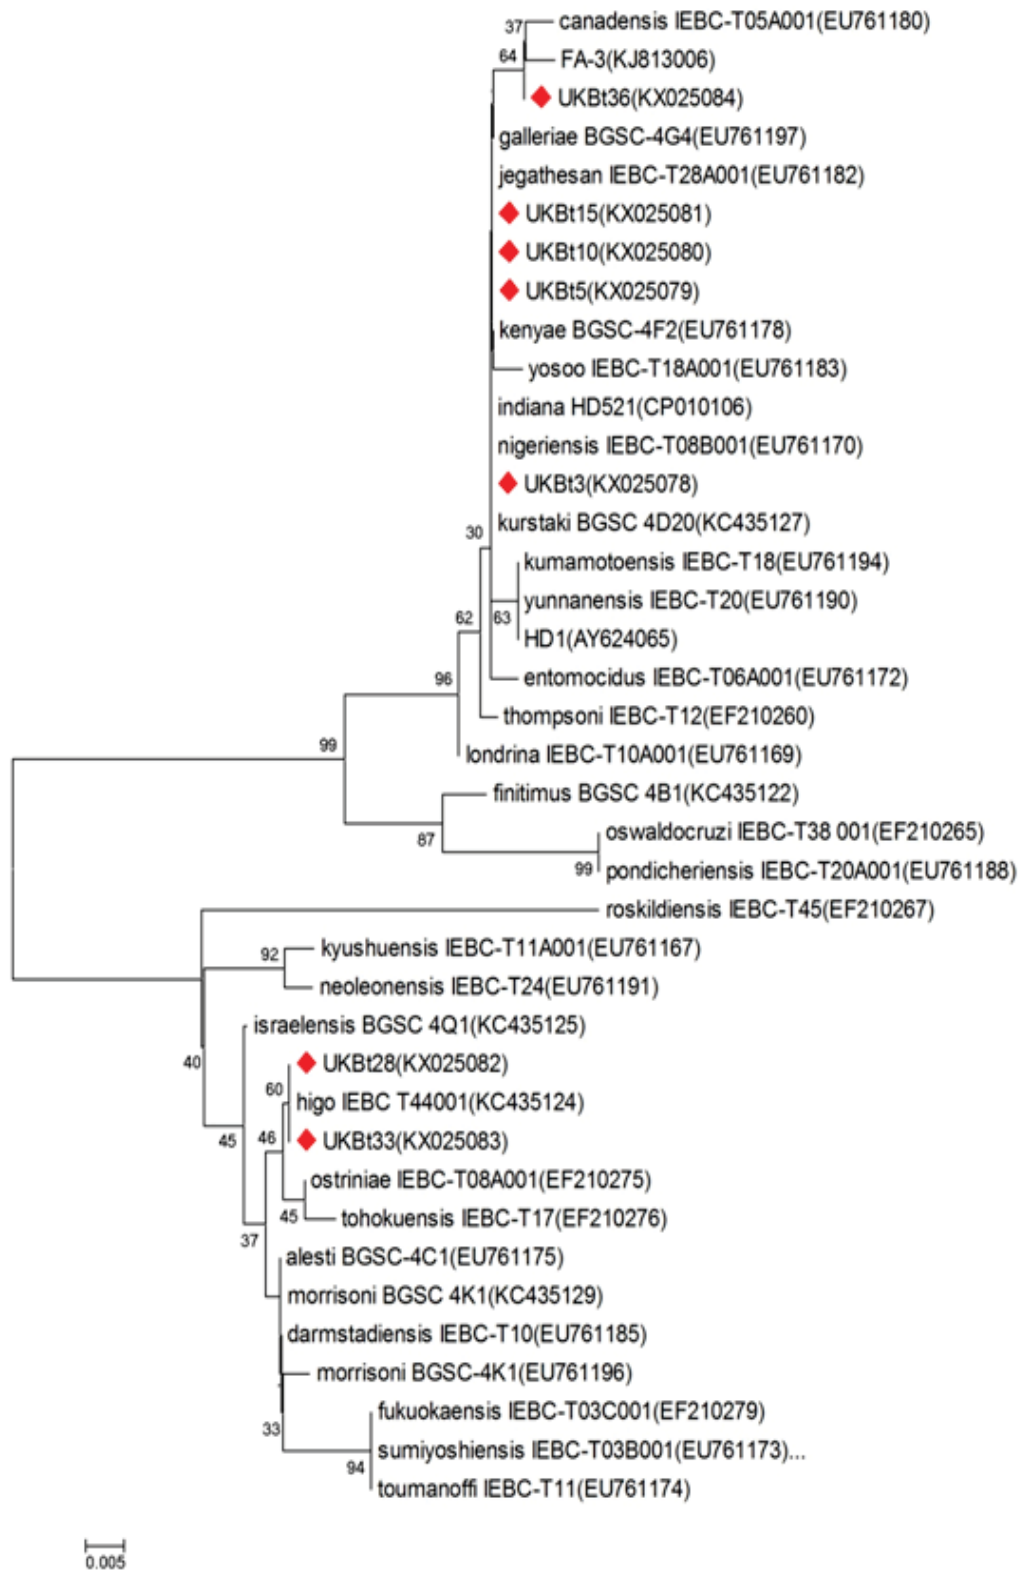 canadensis IEBC-T05A001(EU761180)
37
FA-3(KJ813006)
64
UKBt36(KX025084)
galleriae BGSC-4G4(EU761197)
jegathesan IEBC-T28A001(EU761182)
UKBt15(KX025081)
UKBt10(KX025080)
UKBt5(KX025079)
kenyae BGSC-4F2(EU761178)
yosoo IEBC-T18A001(EU761183)
indiana HD521(CP010106)
nigeriensis IEBC-T08B001(EU761170)
UKBt3(KX025078)
kurstaki BGSC 4D20(KC435127)
30
kumamotoensis IEBC-T18(EU761194)
yunnanensis IEBC-T20(EU761190)
63
62
HD1(AY624065)
entomocidus IEBC-T06A001(EU761172)
96
thompsoni IEBC-T12(EF210260)
99
londrina IEBC-T10A001(EU761169)
finitimus BGSC 4B1(KC435122)
oswaldocruzi IEBC-T38 001(EF210265)
87
99
pondicheriensis IEBC-T20A001(EU761188)
roskildiensis IEBC-T45(EF210267)
kyushuensis IEBC-T11A001(EU761167)
92
neoleonensis IEBC-T24(EU761191)
israelensis BGSC 4Q1(KC435125)
40
UKBt28(KX025082)
60
higo IEBC T44001(KC435124)
45
46
UKBt33(KX025083)
ostriniae IEBC-T08A001(EF210275)
45
tohokuensis IEBC-T17(EF210276)
37
alesti BGSC-4C1(EU761175)
morrisoni BGSC 4K1(KC435129)
darmstadiensis IEBC-T10(EU761185)
morrisoni BGSC-4K1(EU761196)
fukuokaensis IEBC-T03C001(EF210279)
33
sumiyoshiensis IEBC-T03B001(EU761173)...
94
toumanoffi IEBC-T11(EU761174)
0.005